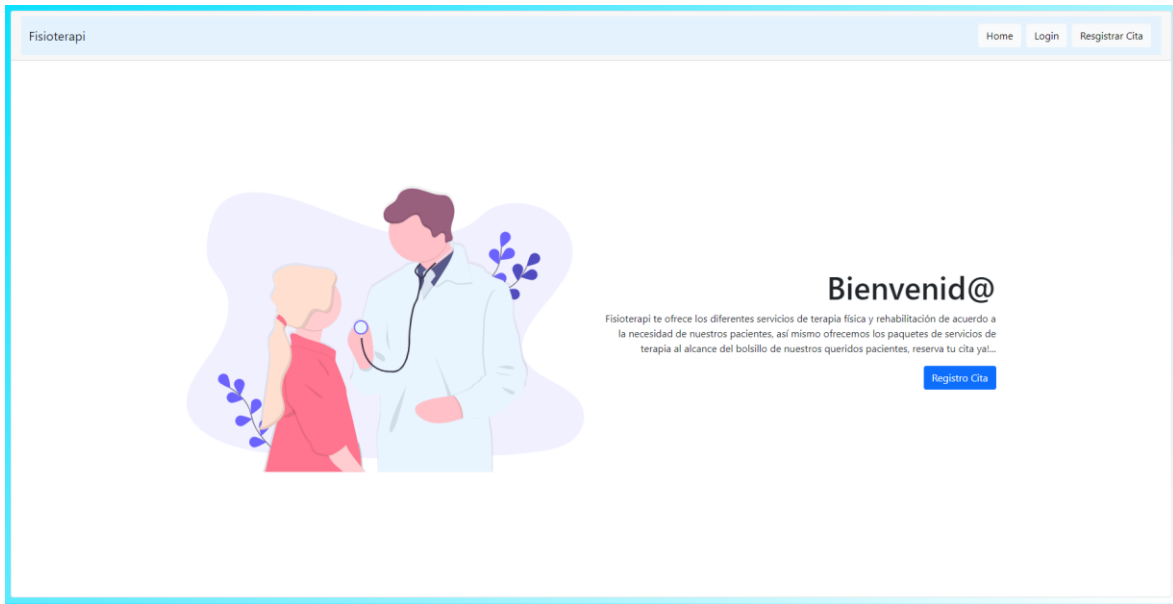 Fisioterapi
Home
Login
Resgistrar Cita
Bienvenid@
Fisioterapi te ofrece los diferentes servicios de terapia física y rehabilitación de acuerdo a
la necesidad de nuestros pacientes, así mismo ofrecemos los paquetes de servicios de
terapia al alcance del bolsillo de nuestros queridos pacientes, reserva tu cita ya!...
Registro Cita